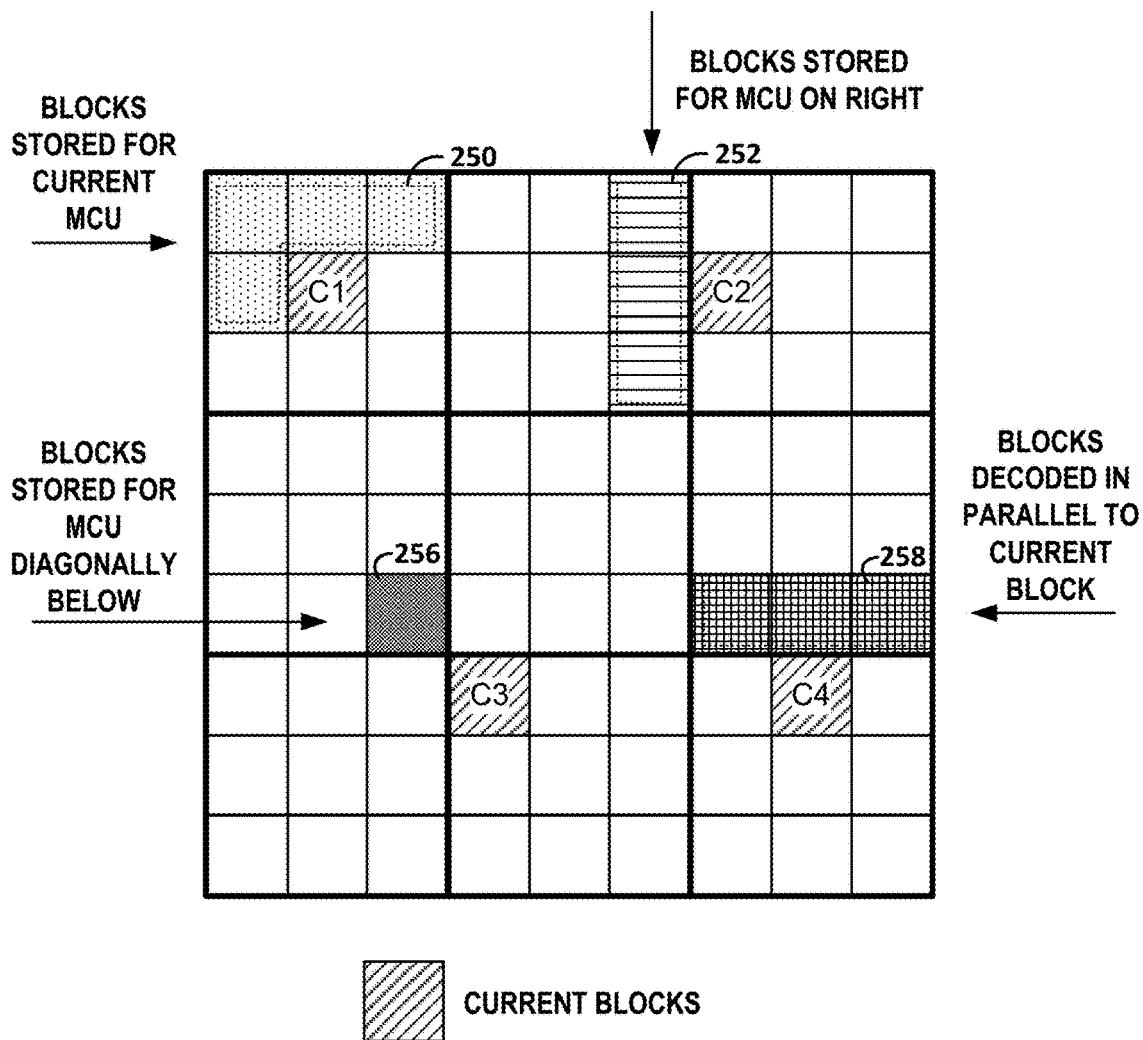 BLOCKS STORED
FOR MCU ON RIGHT
BLOCKS
STORED FOR
CURRENT
MCU
250
252
C1
C2
BLOCKS
STORED FOR
MCU
DIAGONALLY
BELOW
256
258
BLOCKS
DECODED IN
PARALLEL TO
CURRENT
BLOCK
C3
C4
CURRENT BLOCKS